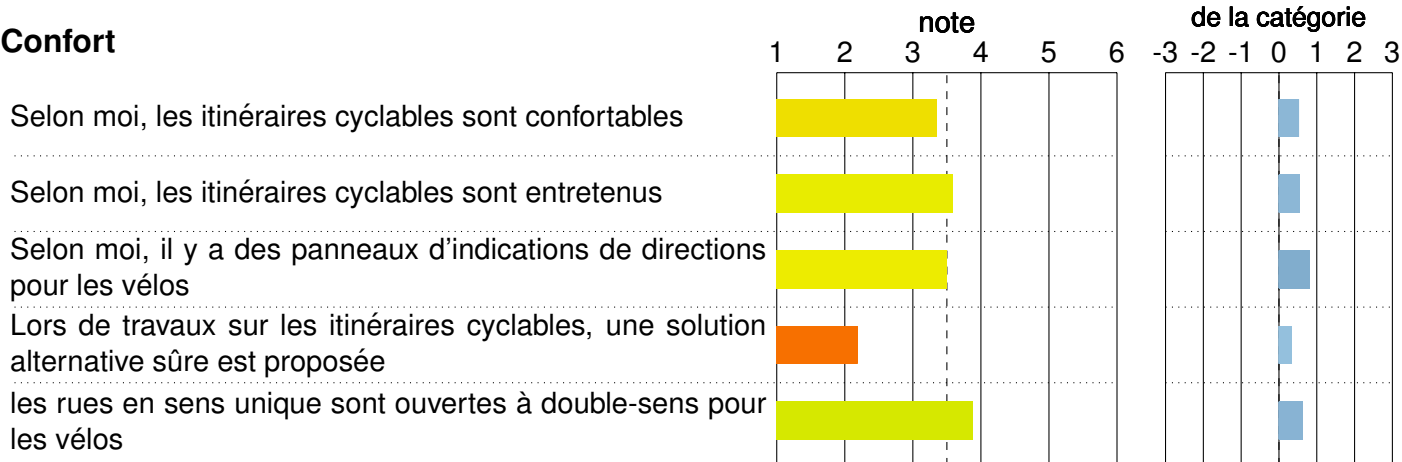 note
de la catégorie
Confort
1 2 3 4 5 6
-3 -2 -1 0 1 2 3
Selon moi, les itinéraires cyclables sont confortables
Selon moi, les itinéraires cyclables sont entretenus
Selon moi, il y a des panneaux d'indications de directions
pour les vélos
Lors de travaux sur les itinéraires cyclables, une solution
alternative sûre est proposée
les rues en sens unique sont ouvertes à double-sens pour
les vélos